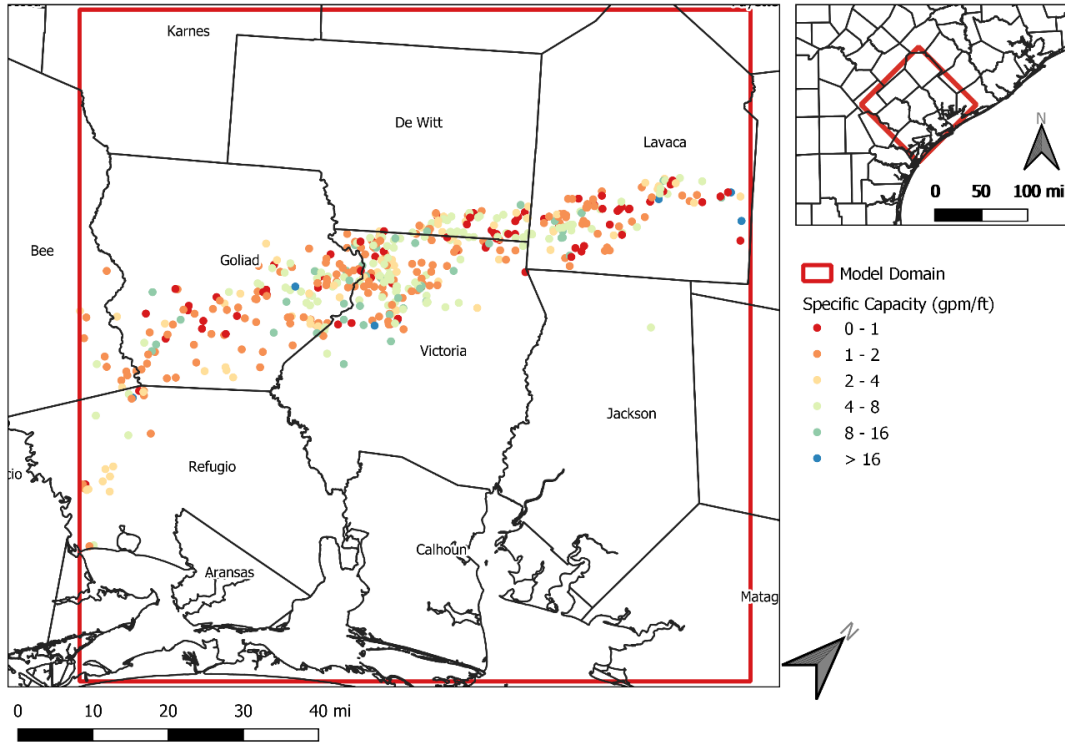 Karnes
De Witt
Lavaca
Bee
Goliad
Victoria
Jackson
Refugio
cio
Calhoun
Aransas
Matag
N
0 10 20 30 40 mi
N
0 50 100 mi
Model Domain
Specific Capacity (gpm/ft)
0 - 1
1 - 2
2 - 4
4 - 8
8 - 16
> 16